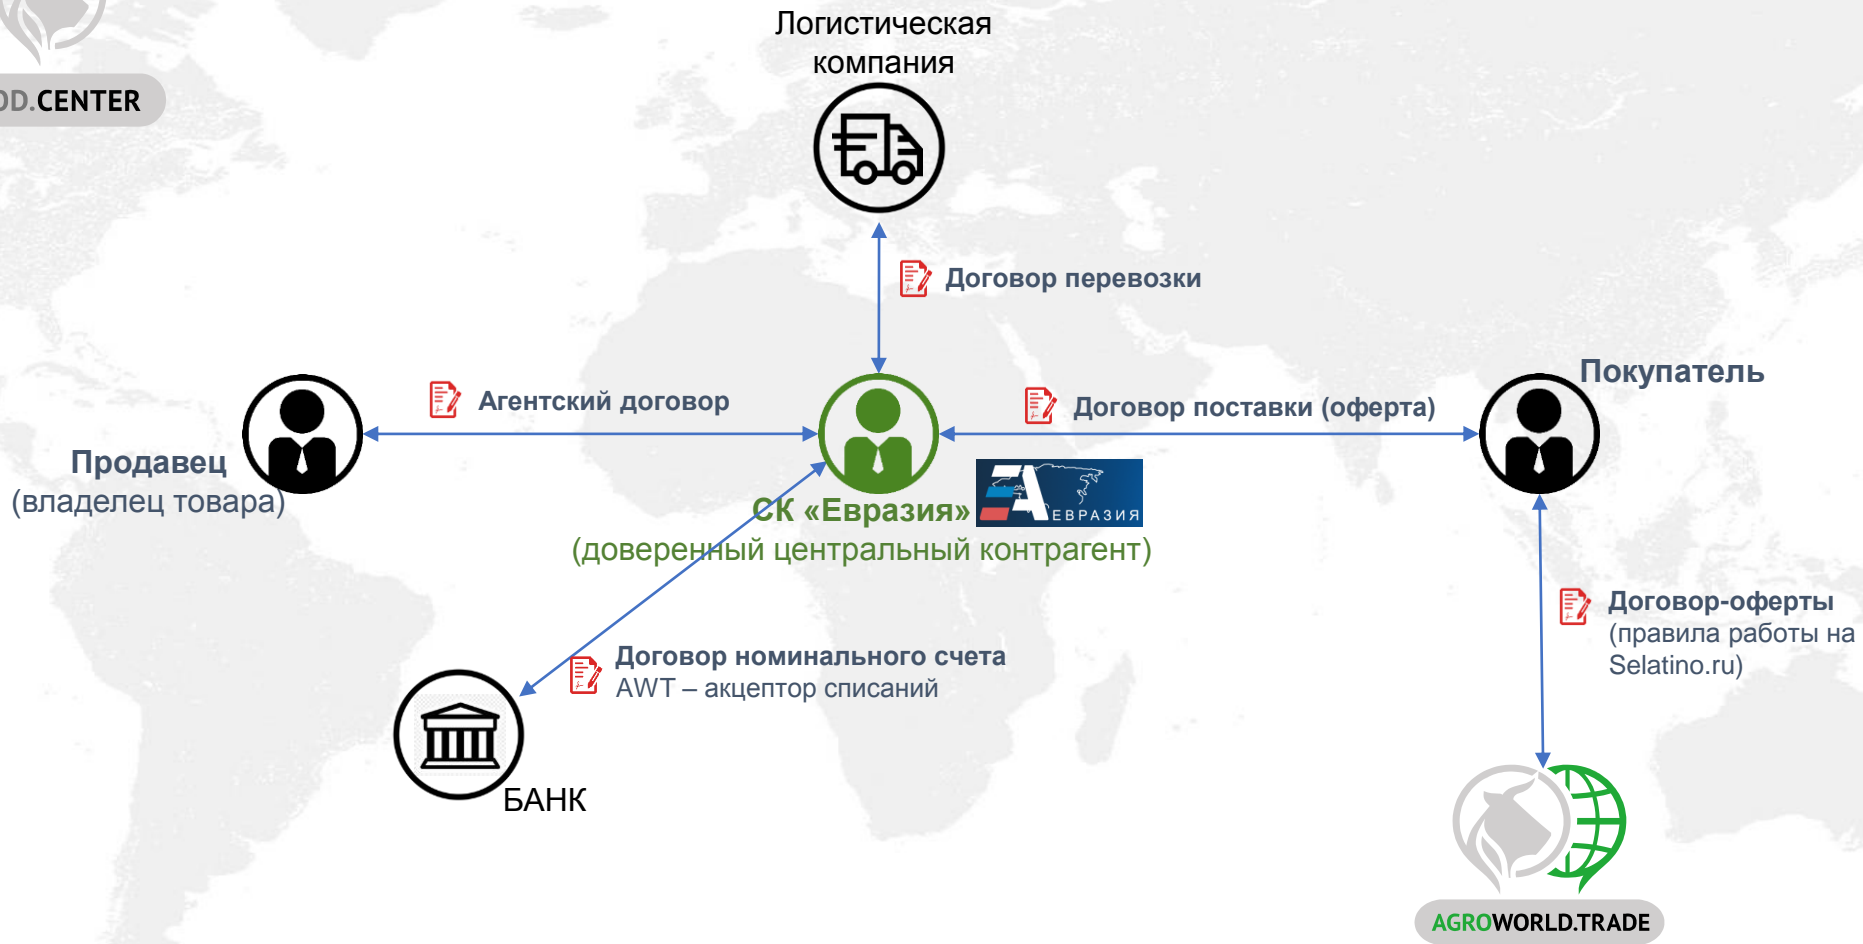 Логистическая
компания
OD.CENTER
Договор перевозки
Покупатель
Агентский договор
Договор поставки (оферта)
Продавец
(владелец товара)
СК «Евразия»
ЕВРАЗИЯ
(доверенный центральный контрагент)
Договор-оферты
(правила работы на
Selatino.ru)
Договор номинального счета
AWT – акцептор списаний
БАНК
AGROWORLD.TRADE